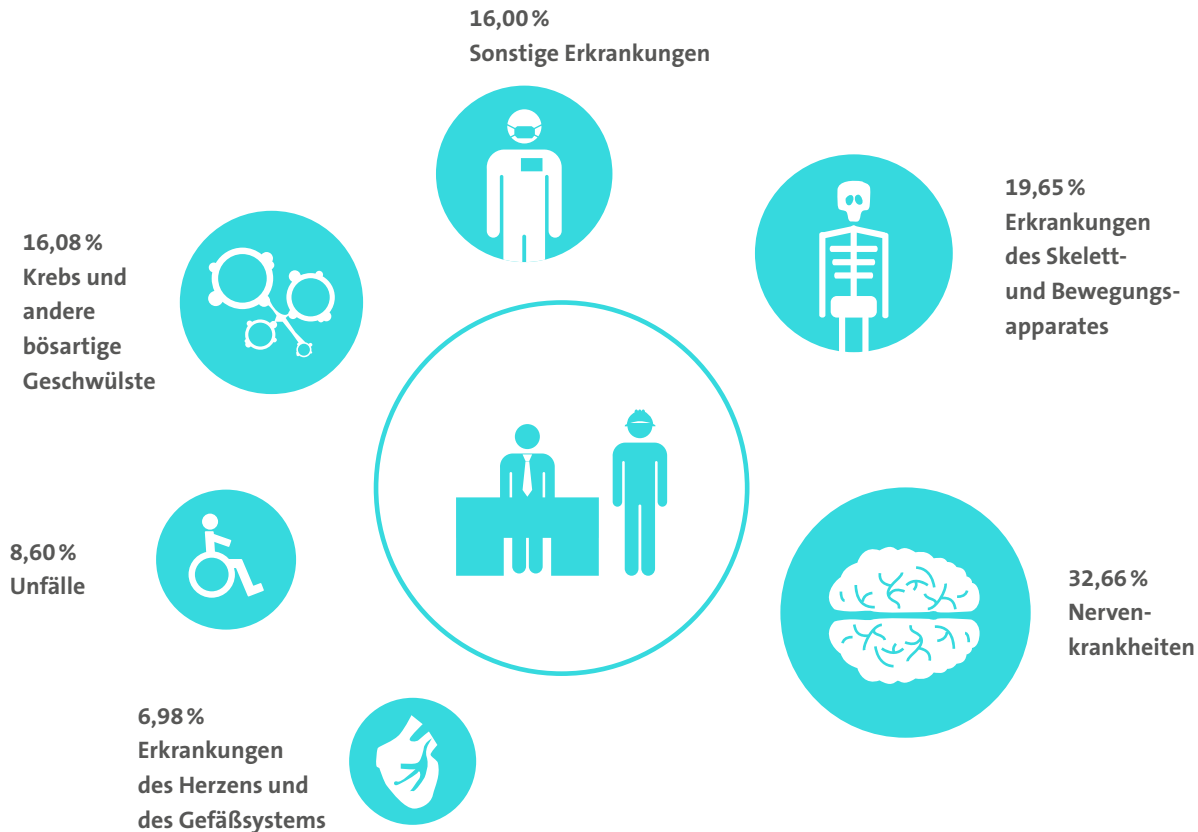 16,00 %
Sonstige Erkrankungen
19,65 %
Erkrankungen
des Skelett-
und Bewegungs-
apparates
16,08 %
Krebs und
andere
bösartige
Geschwülste
8,60 %
Unfälle
32,66 %
Nerven-
krankheiten
6,98 %
Erkrankungen
des Herzens und
des Gefäßsystems